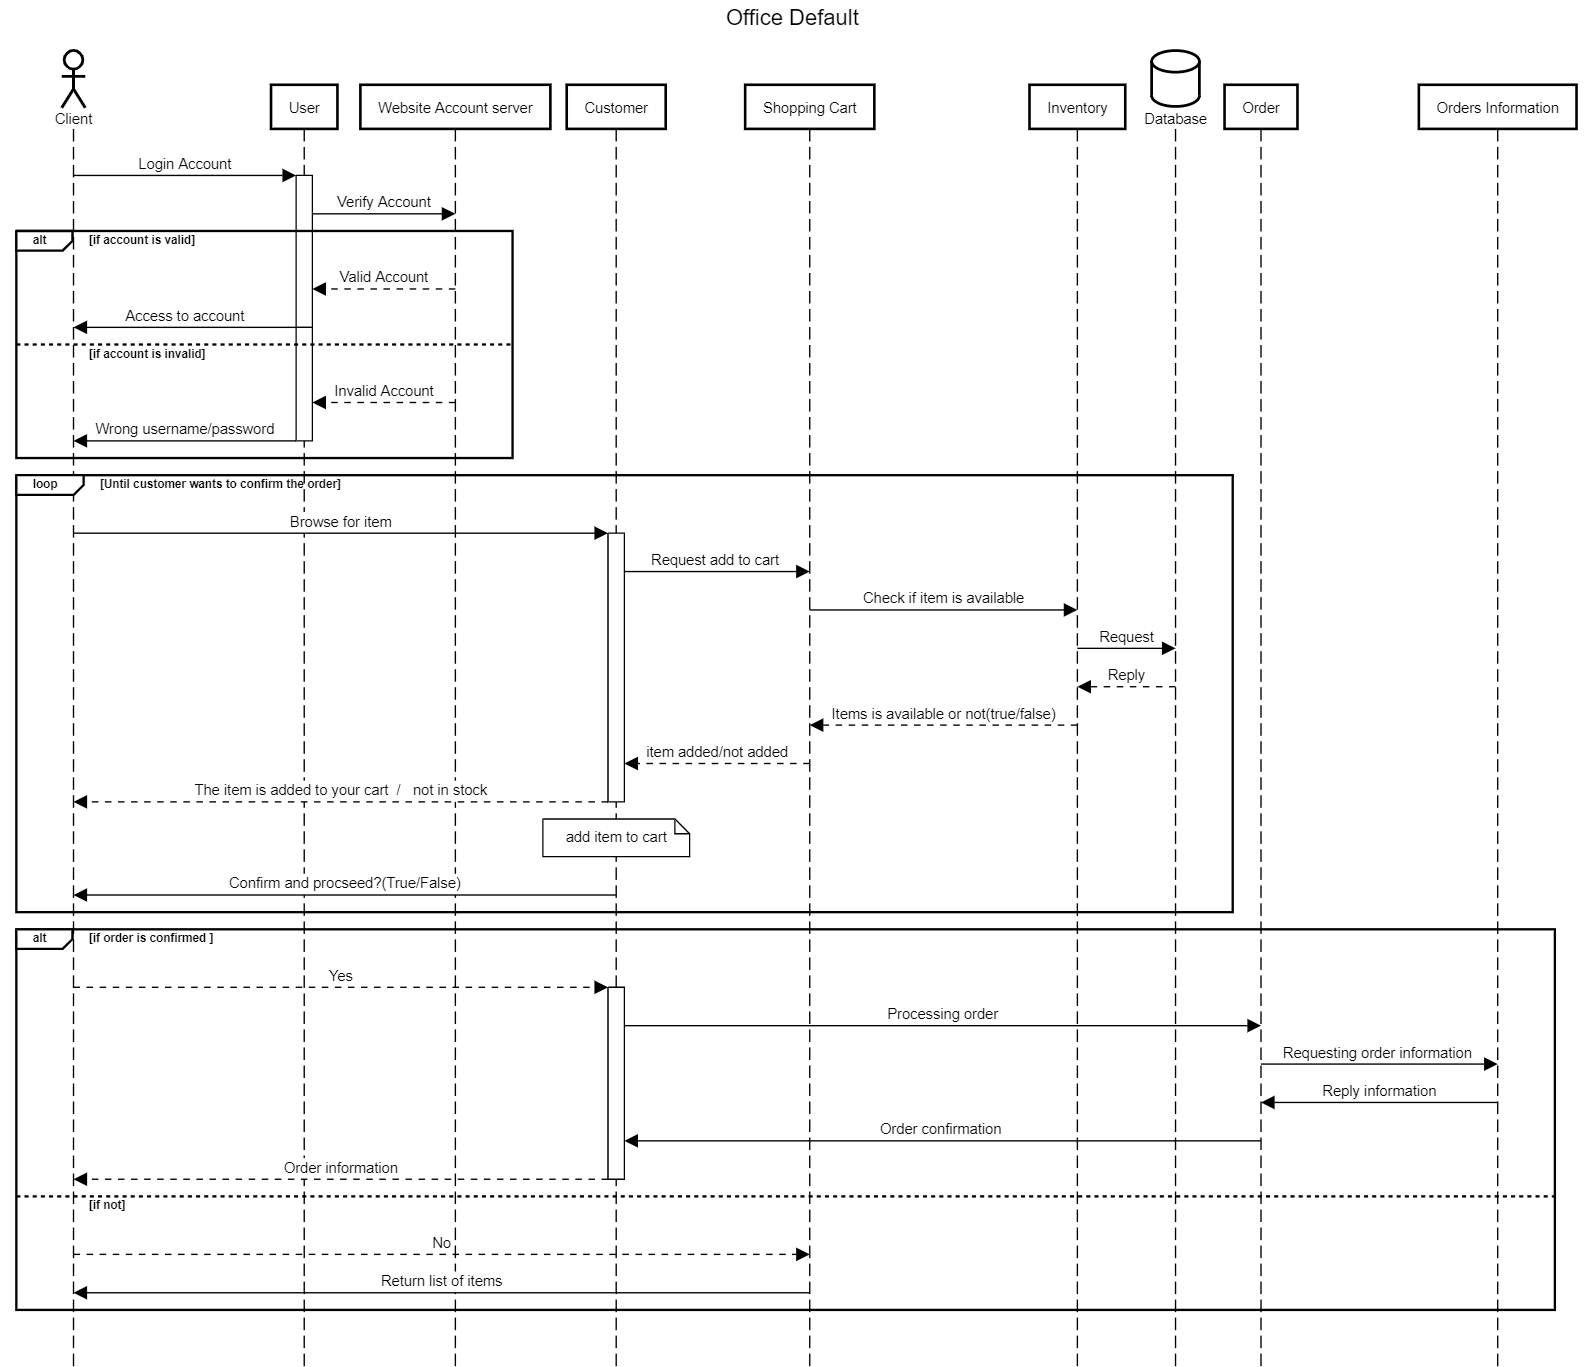 Office Default
Client
User
Website Account server
Customer
Shopping Cart
Inventory
Database
Order
Orders Information
Login Account
Verify Account
alt
[if account is valid]
Valid Account
Access to account
[if account is invalid]
Invalid Account
Wrong username/password
loop
[Until customer wants to confirm the order]
Browse for item
Request add to cart
Check if item is available
Request
Reply
Items is available or not(true/false)
item added/not added
The item is added to your cart / not in stock
add item to cart
Confirm and procseed?(True/False)
alt
[if order is confirmed ]
Yes
Processing order
Requesting order information
Reply information
Order confirmation
Order information
[if not]
No
Return list of items